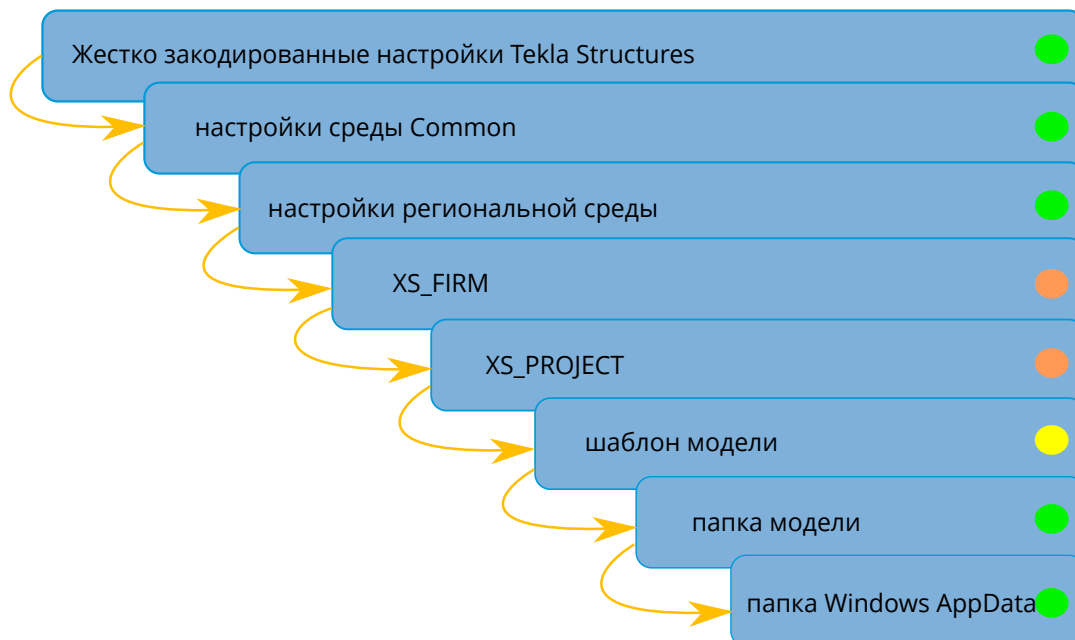 Жестко закодированные настройки Tekla Structures
настройки среды Common
настройки региональной среды
XS_FIRM
XS_PROJECT
шаблон модели
папка модели
папка Windows AppData